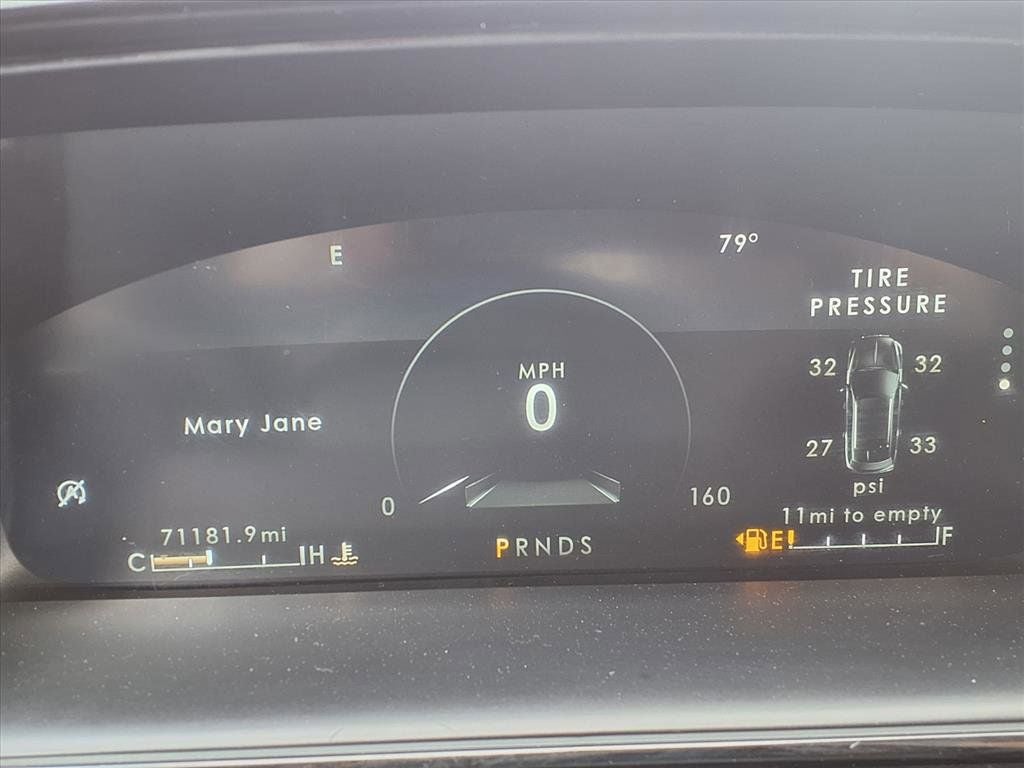 E
79°
TIRE
PRESSURE
MPH
0
32 32
Mary Jane
27 33
psi
0 160
71181.9mi
11mi to empty
C H
PRNDS
E F